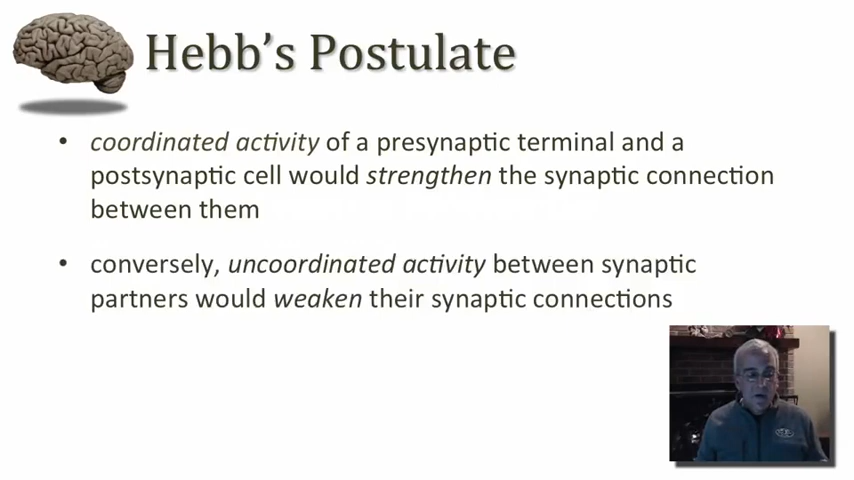 Hebb's Postulate
• coordinated activity of a presynaptic terminal and a
postsynaptic cell would strengthen the synaptic connection
between them
• conversely, uncoordinated activity between synaptic
partners would weaken their synaptic connections